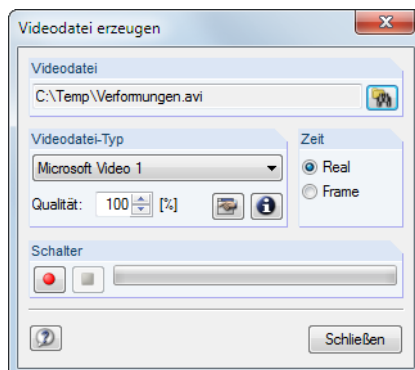 Videodatei erzeugen
Videodatei
C:\Temp\Verformungen.avi
Videodatei-Typ
Microsoft Video 1
Qualität: 100 [%]
Zeit
Real
Frame
Schalter
Schließen